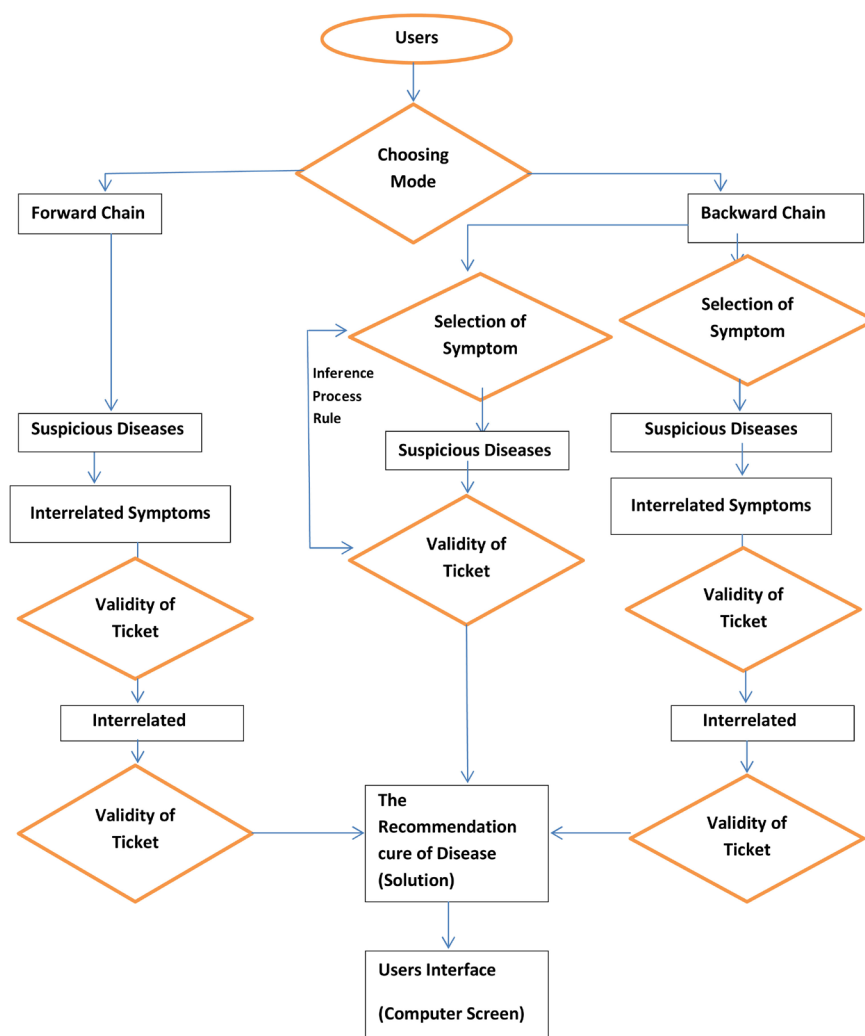 Users
Choosing
Mode
Forward Chain
Backward Chain
Selection of
Symptom
Selection of
Symptom
Inference
Process
Rule
Suspicious Diseases
Suspicious Diseases
Suspicious Diseases
Interrelated Symptoms
Interrelated Symptoms
Validity of
Ticket
Validity of
Ticket
Validity of
Ticket
Interrelated
Interrelated
Validity of
Ticket
The
Recommendation
cure of Disease
(Solution)
Validity of
Ticket
Users Interface
(Computer Screen)